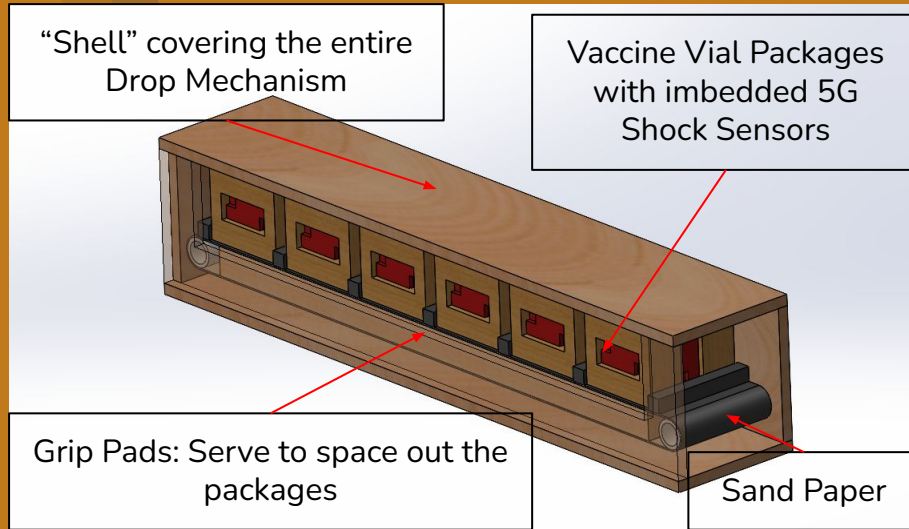 “Shell” covering the entire
Drop Mechanism
Vaccine Vial Packages
with imbedded 5G
Shock Sensors
Grip Pads: Serve to space out the
packages
Sand Paper